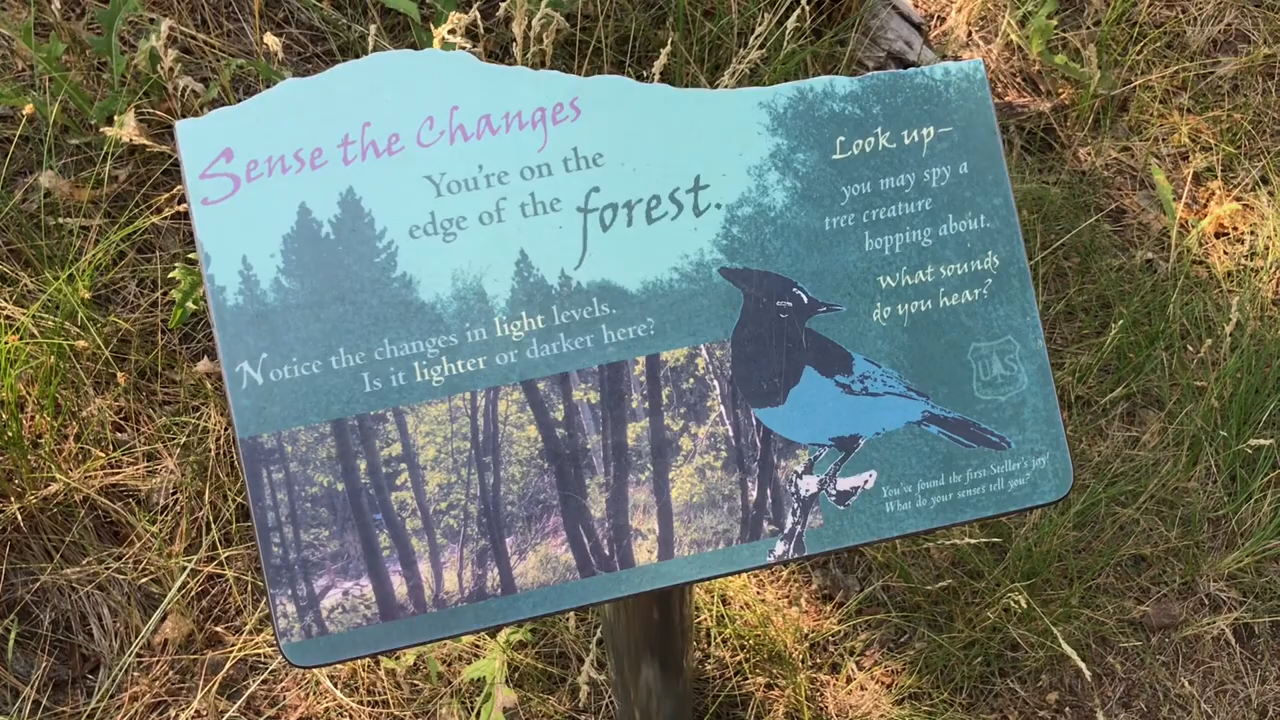 Sense the Changes
You're on the
edge of the forest.
Notice the changes in light levels.
Is it lighter or darker here?
Look up–
you may spy a
tree creature
hopping about.
What sounds
do you hear?
UAS
You've found the first Steller's joy!
What do your senses tell you?